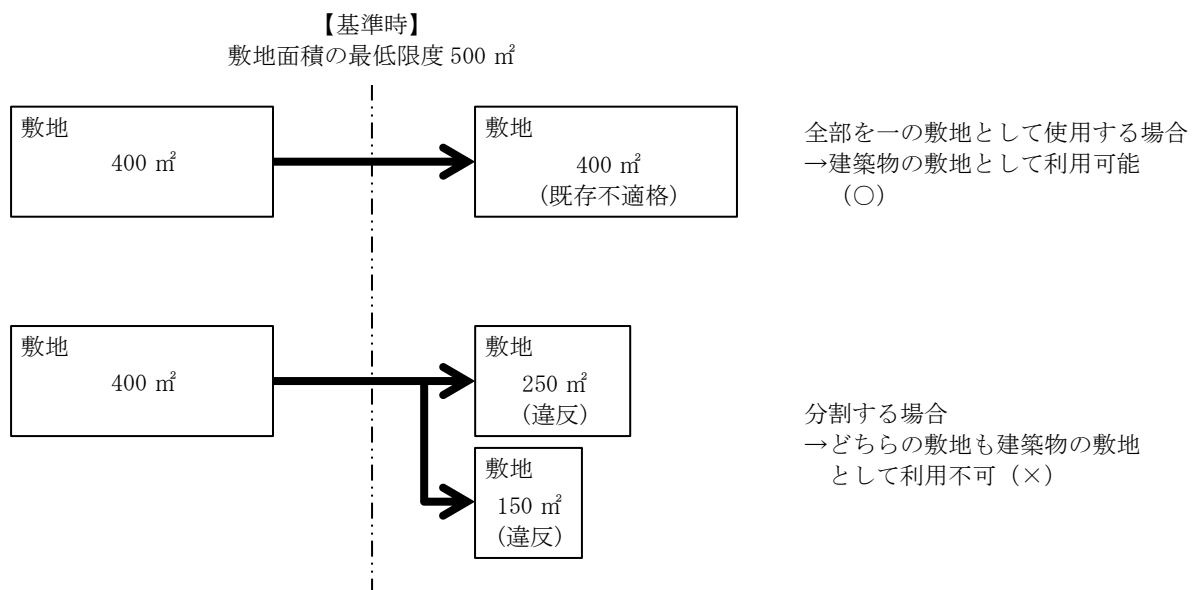 【基準時】
敷地面積の最低限度 500 ㎡
敷地
400 ㎡
敷地
400 ㎡
（既存不適格）
全部を一の敷地として使用する場合
→建築物の敷地として利用可能
（○）
敷地
400 ㎡
敷地
250 ㎡
（違反）
敷地
150 ㎡
（違反）
分割する場合
→どちらの敷地も建築物の敷地
として利用不可（×）